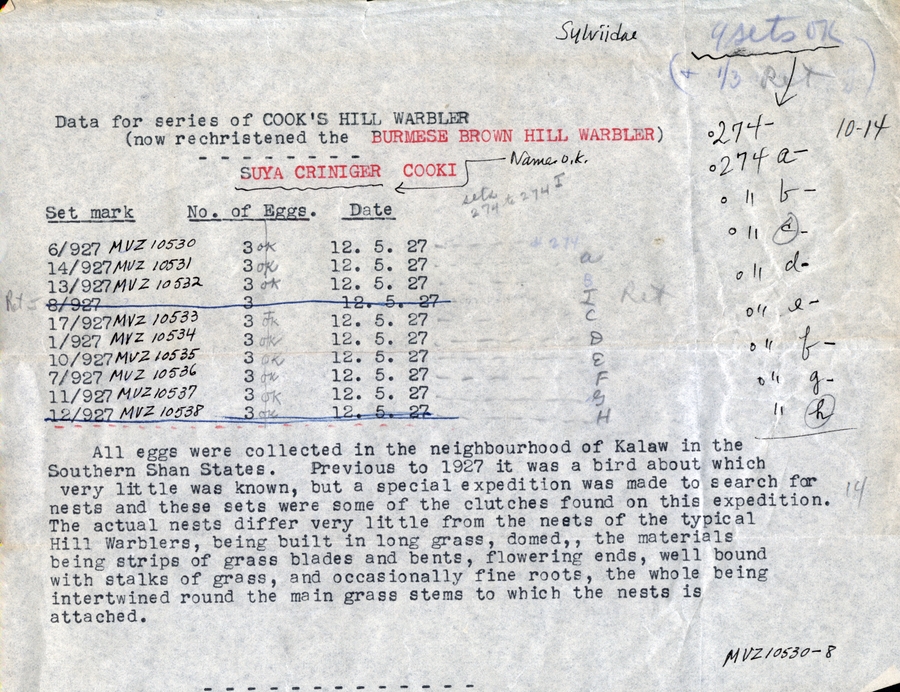 Sylviidae
9 sets OK
(+ 1/3 Ret)
Data for series of COOK'S HILL WARBLER
(now rechristened the BURMESE BROWN HILL WARBLER)
SUYA CRINIGER COOKI
Name o.k.
sets
274 to 274 I
Set mark No. of Eggs. Date
6/927 MVZ 10530 3 ok 12. 5. 27 274
14/927 MVZ 10531 3 ok 12. 5. 27 a
13/927 MVZ 10532 3 ok 12. 5. 27 B
Ret 8/927 3 12. 5. 27 I Ret
17/927 MVZ 10533 3 ok 12. 5. 27 C
1/927 MVZ 10534 3 ok 12. 5. 27 D
10/927 MVZ 10535 3 ok 12. 5. 27 E
7/927 MVZ 10536 3 ok 12. 5. 27 F
11/927 MVZ 10537 3 ok 12. 5. 27 G
12/927 MVZ 10538 3 ok 12. 5. 27 H
274- 10-14
274 a-
" b-
" c-
" d-
" e-
" f-
" g-
" h
All eggs were collected in the neighbourhood of Kalaw in the
Southern Shan States. Previous to 1927 it was a bird about which
very little was known, but a special expedition was made to search for
nests and these sets were some of the clutches found on this expedition.
14
The actual nests differ very little from the neets of the typical
Hill Warblers, being built in long grass, domed,, the materials
being strips of grass blades and bents, flowering ends, well bound
with stalks of grass, and occasionally fine roots, the whole being
intertwined round the main grass stems to which the nests is
attached.
MVZ 10530-8